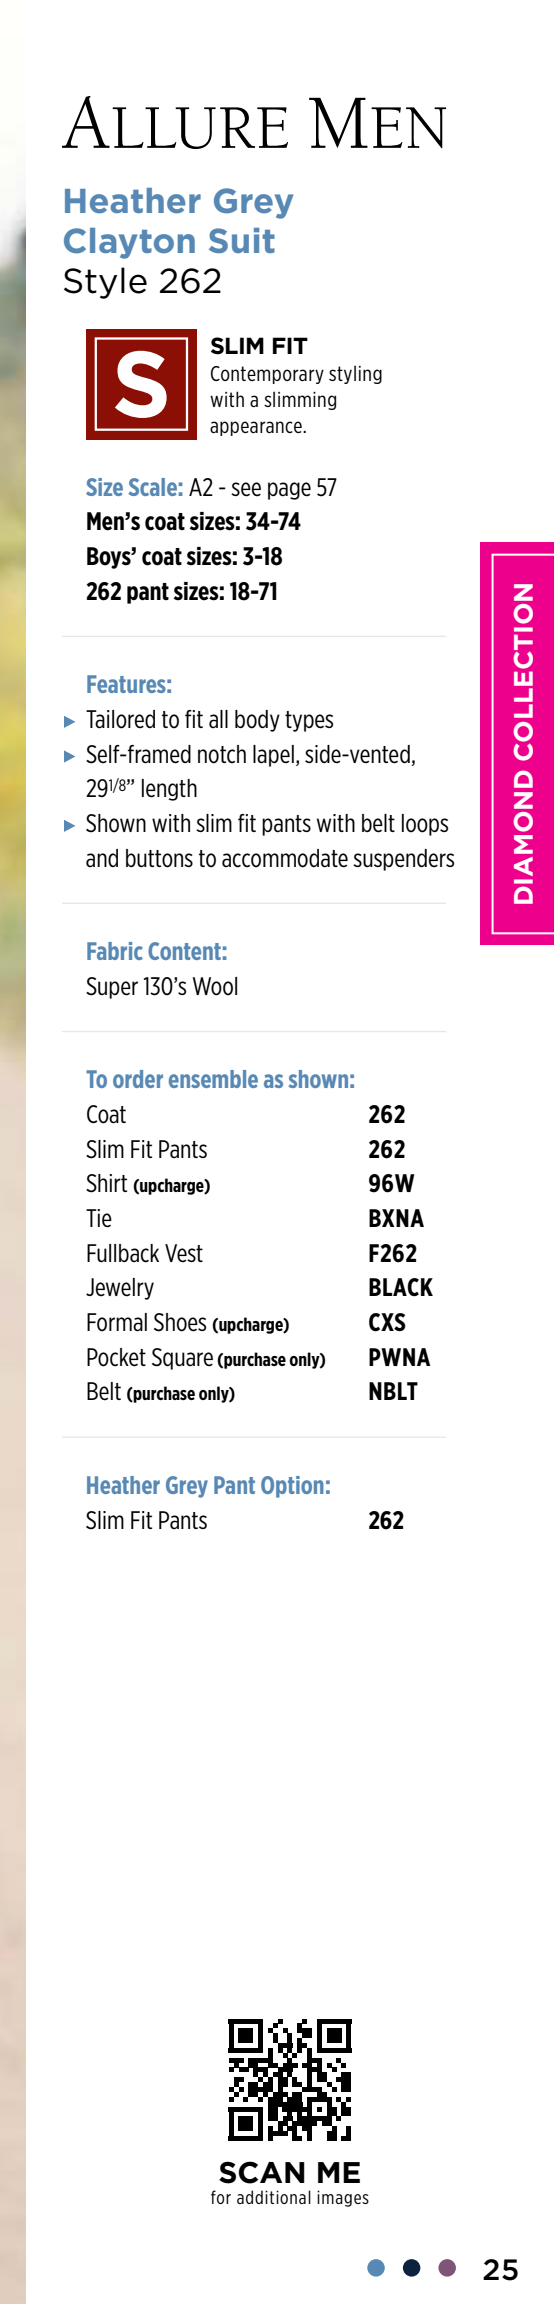 ALLURE MEN
Heather Grey
Clayton Suit
Style 262
S
SLIM FIT
Contemporary styling
with a slimming
appearance.
Size Scale: A2 - see page 57
Men’s coat sizes: 34-74
Boys’ coat sizes: 3-18
262 pant sizes: 18-71
DIAMOND COLLECTION
Features:
▶ Tailored to fit all body types
▶ Self-framed notch lapel, side-vented,
29 1/8” length
▶ Shown with slim fit pants with belt loops
and buttons to accommodate suspenders
Fabric Content:
Super 130’s Wool
To order ensemble as shown:
Coat 262
Slim Fit Pants 262
Shirt (upcharge) 96W
Tie BXNA
Fullback Vest F262
Jewelry BLACK
Formal Shoes (upcharge) CXS
Pocket Square (purchase only) PWNA
Belt (purchase only) NBLT
Heather Grey Pant Option:
Slim Fit Pants 262
SCAN ME
for additional images
25